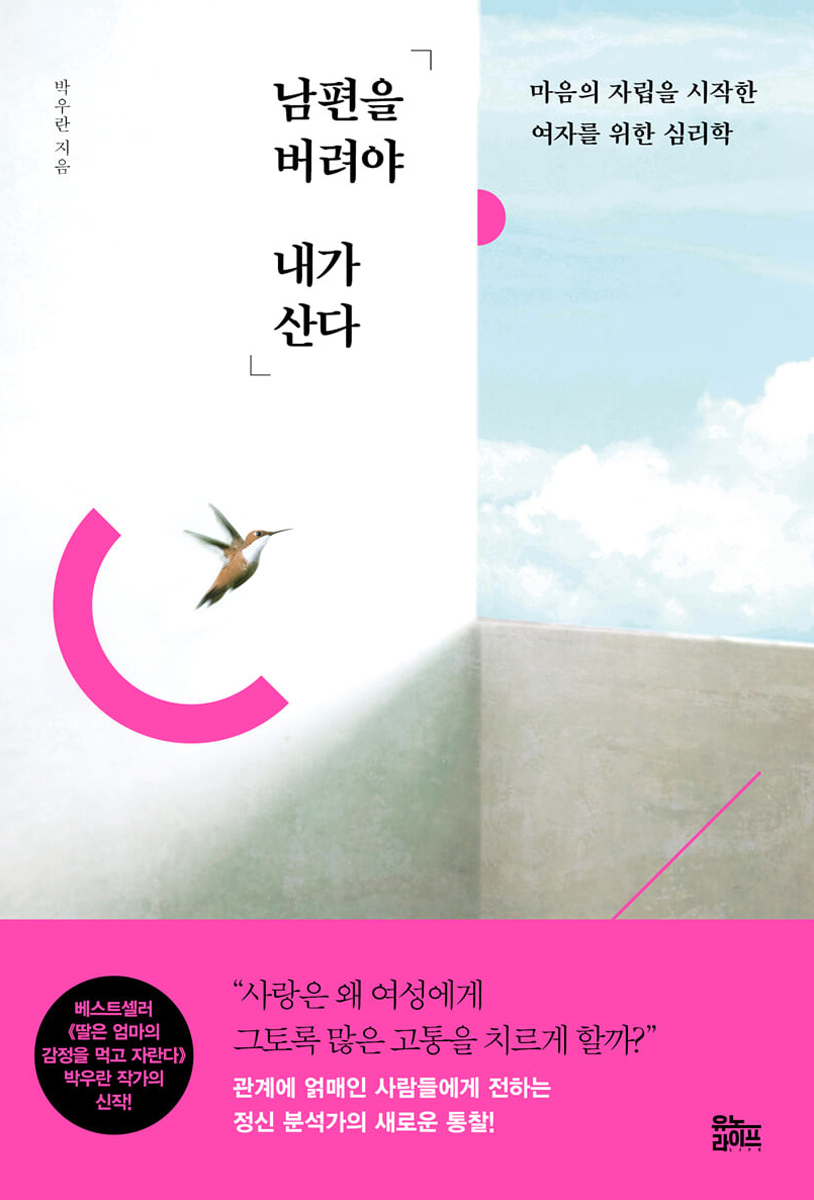 박우란 지음
남편을
버려야
내가
산다
마음의 자립을 시작한
여자를 위한 심리학
베스트셀러
《딸은 엄마의
감정을 먹고 자란다》
박우란 작가의
신작!
“사랑은 왜 여성에게
그토록 많은 고통을 치르게 할까?”
관계에 얽매인 사람들에게 전하는
정신 분석가의 새로운 통찰!
유노
라이프
LIFE